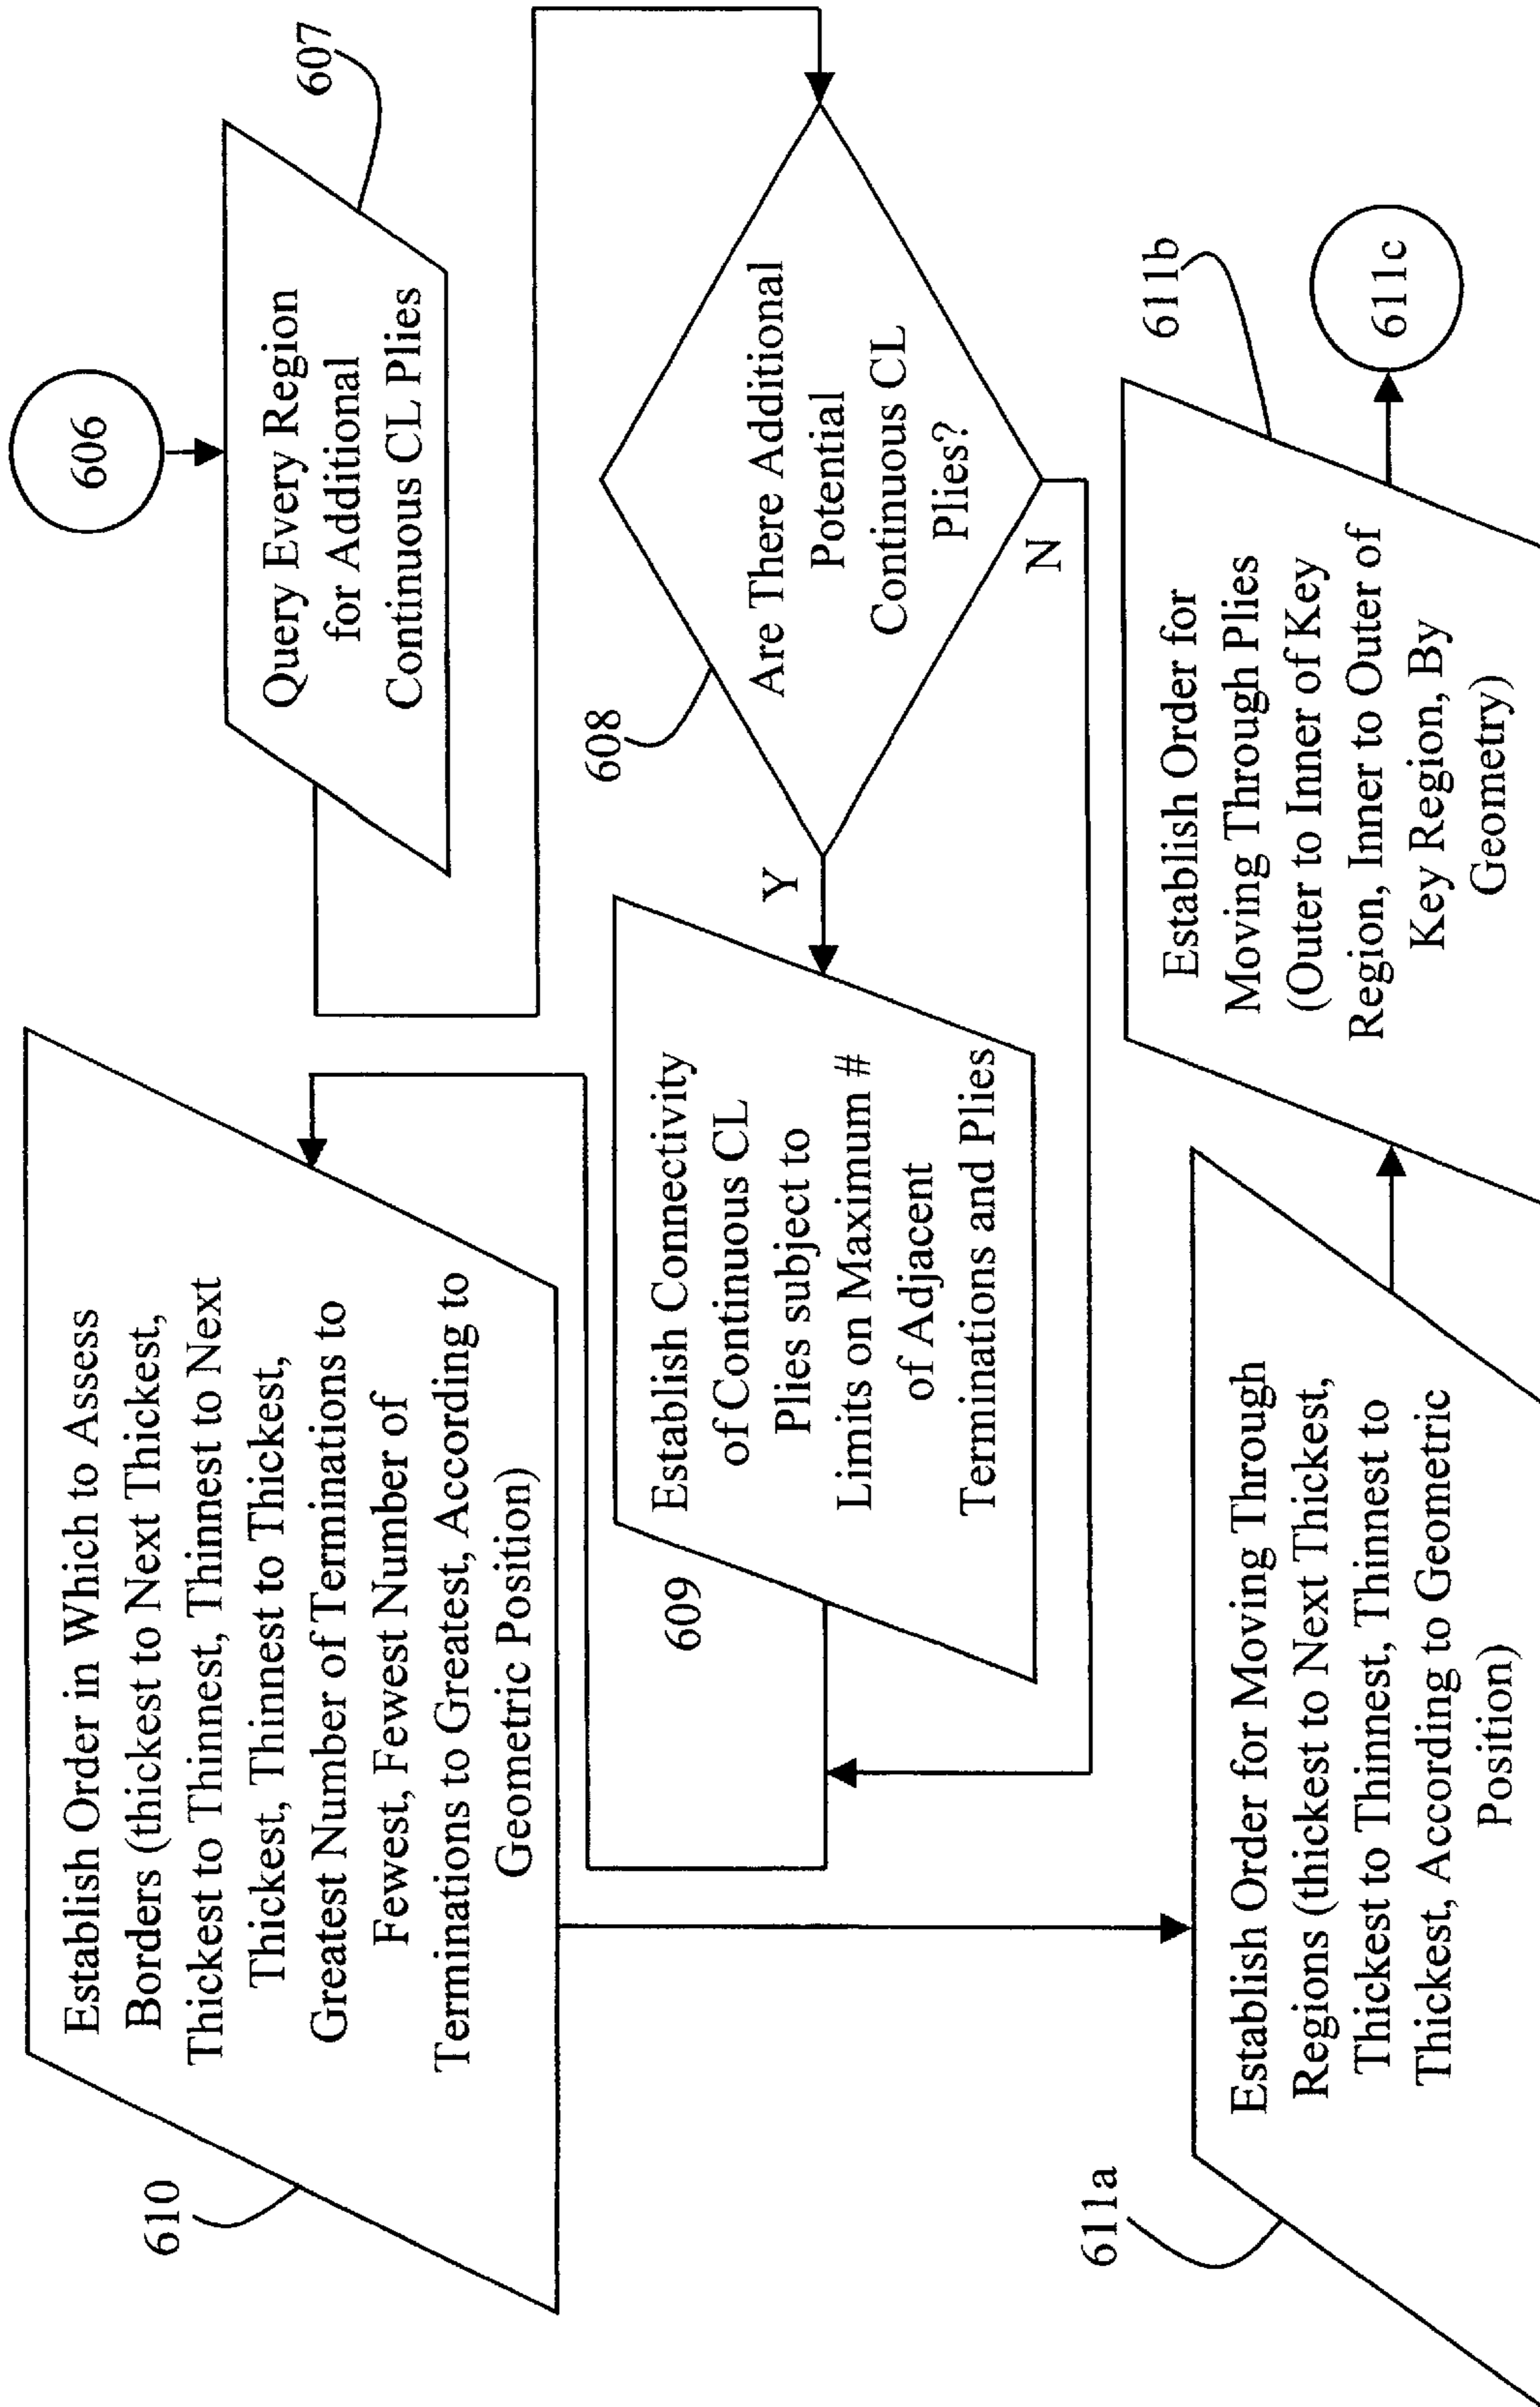 606
Query Every Region
for Additional
Continuous CL Plies
607
Are There Additional
Potential
Continuous CL
Plies?
608
Y
N
Establish Connectivity
of Continuous CL
Plies subject to
Limits on Maximum #
of Adjacent
Terminations and Plies
609
Establish Order in Which to Assess
Borders (thickest to Next Thickest,
Thickest to Thinnest, Thinnest to Next
Thickest, Thinnest to Thickest,
Greatest Number of Terminations to
Fewest, Fewest Number of
Terminations to Greatest, According to
Geometric Position)
610
Establish Order for Moving Through
Regions (thickest to Next Thickest,
Thickest to Thinnest, Thinnest to
Thickest, According to Geometric
Position)
611a
Establish Order for
Moving Through Plies
(Outer to Inner of Key
Region, Inner to Outer of
Key Region, By
Geometry)
611b
611c